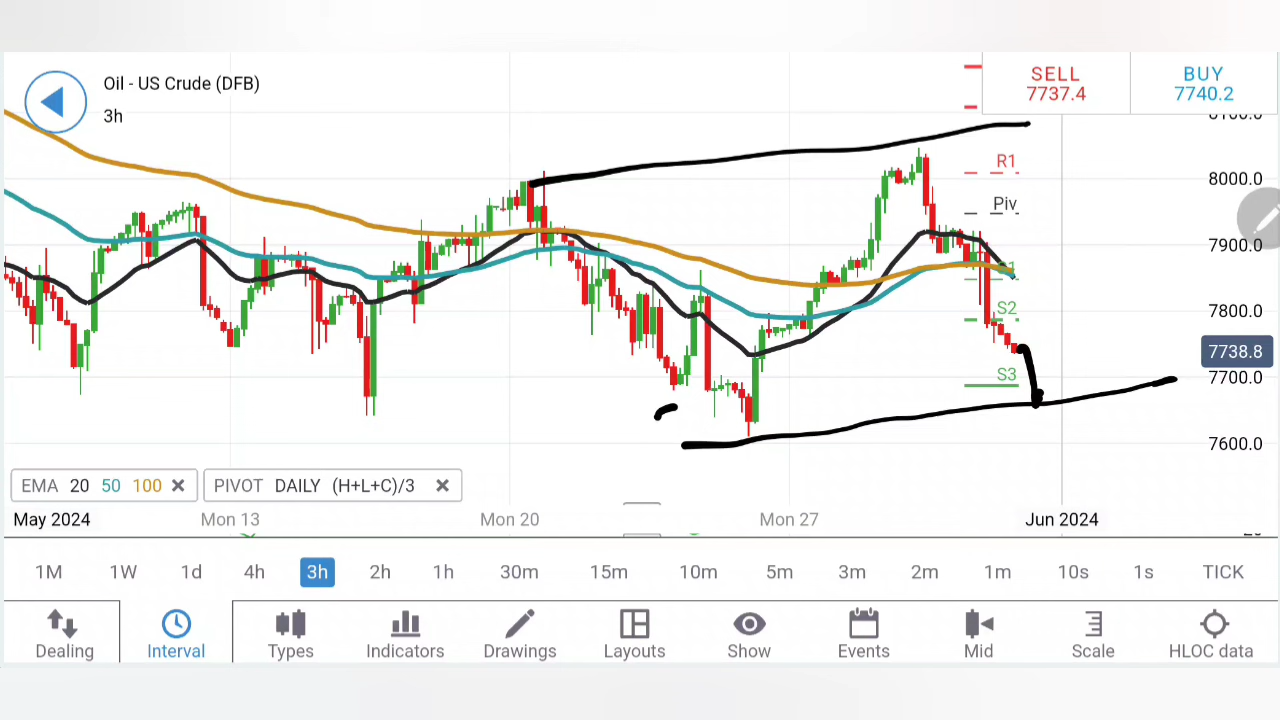 Oil - US Crude (DFB)
3h
SELL
7737.4
BUY
7740.2
R1
8000.0
Piv
7900.0
S2
7800.0
7738.8
S3
7700.0
7600.0
EMA 20 50 100 ×
PIVOT DAILY (H+L+C)/3 ×
May 2024 Mon 13 Mon 20 Mon 27 Jun 2024
1M 1W 1d 4h 3h 2h 1h 30m 15m 10m 5m 3m 2m 1m 10s 1s TICK
Dealing Interval Types Indicators Drawings Layouts Show Events Mid Scale HLOC data